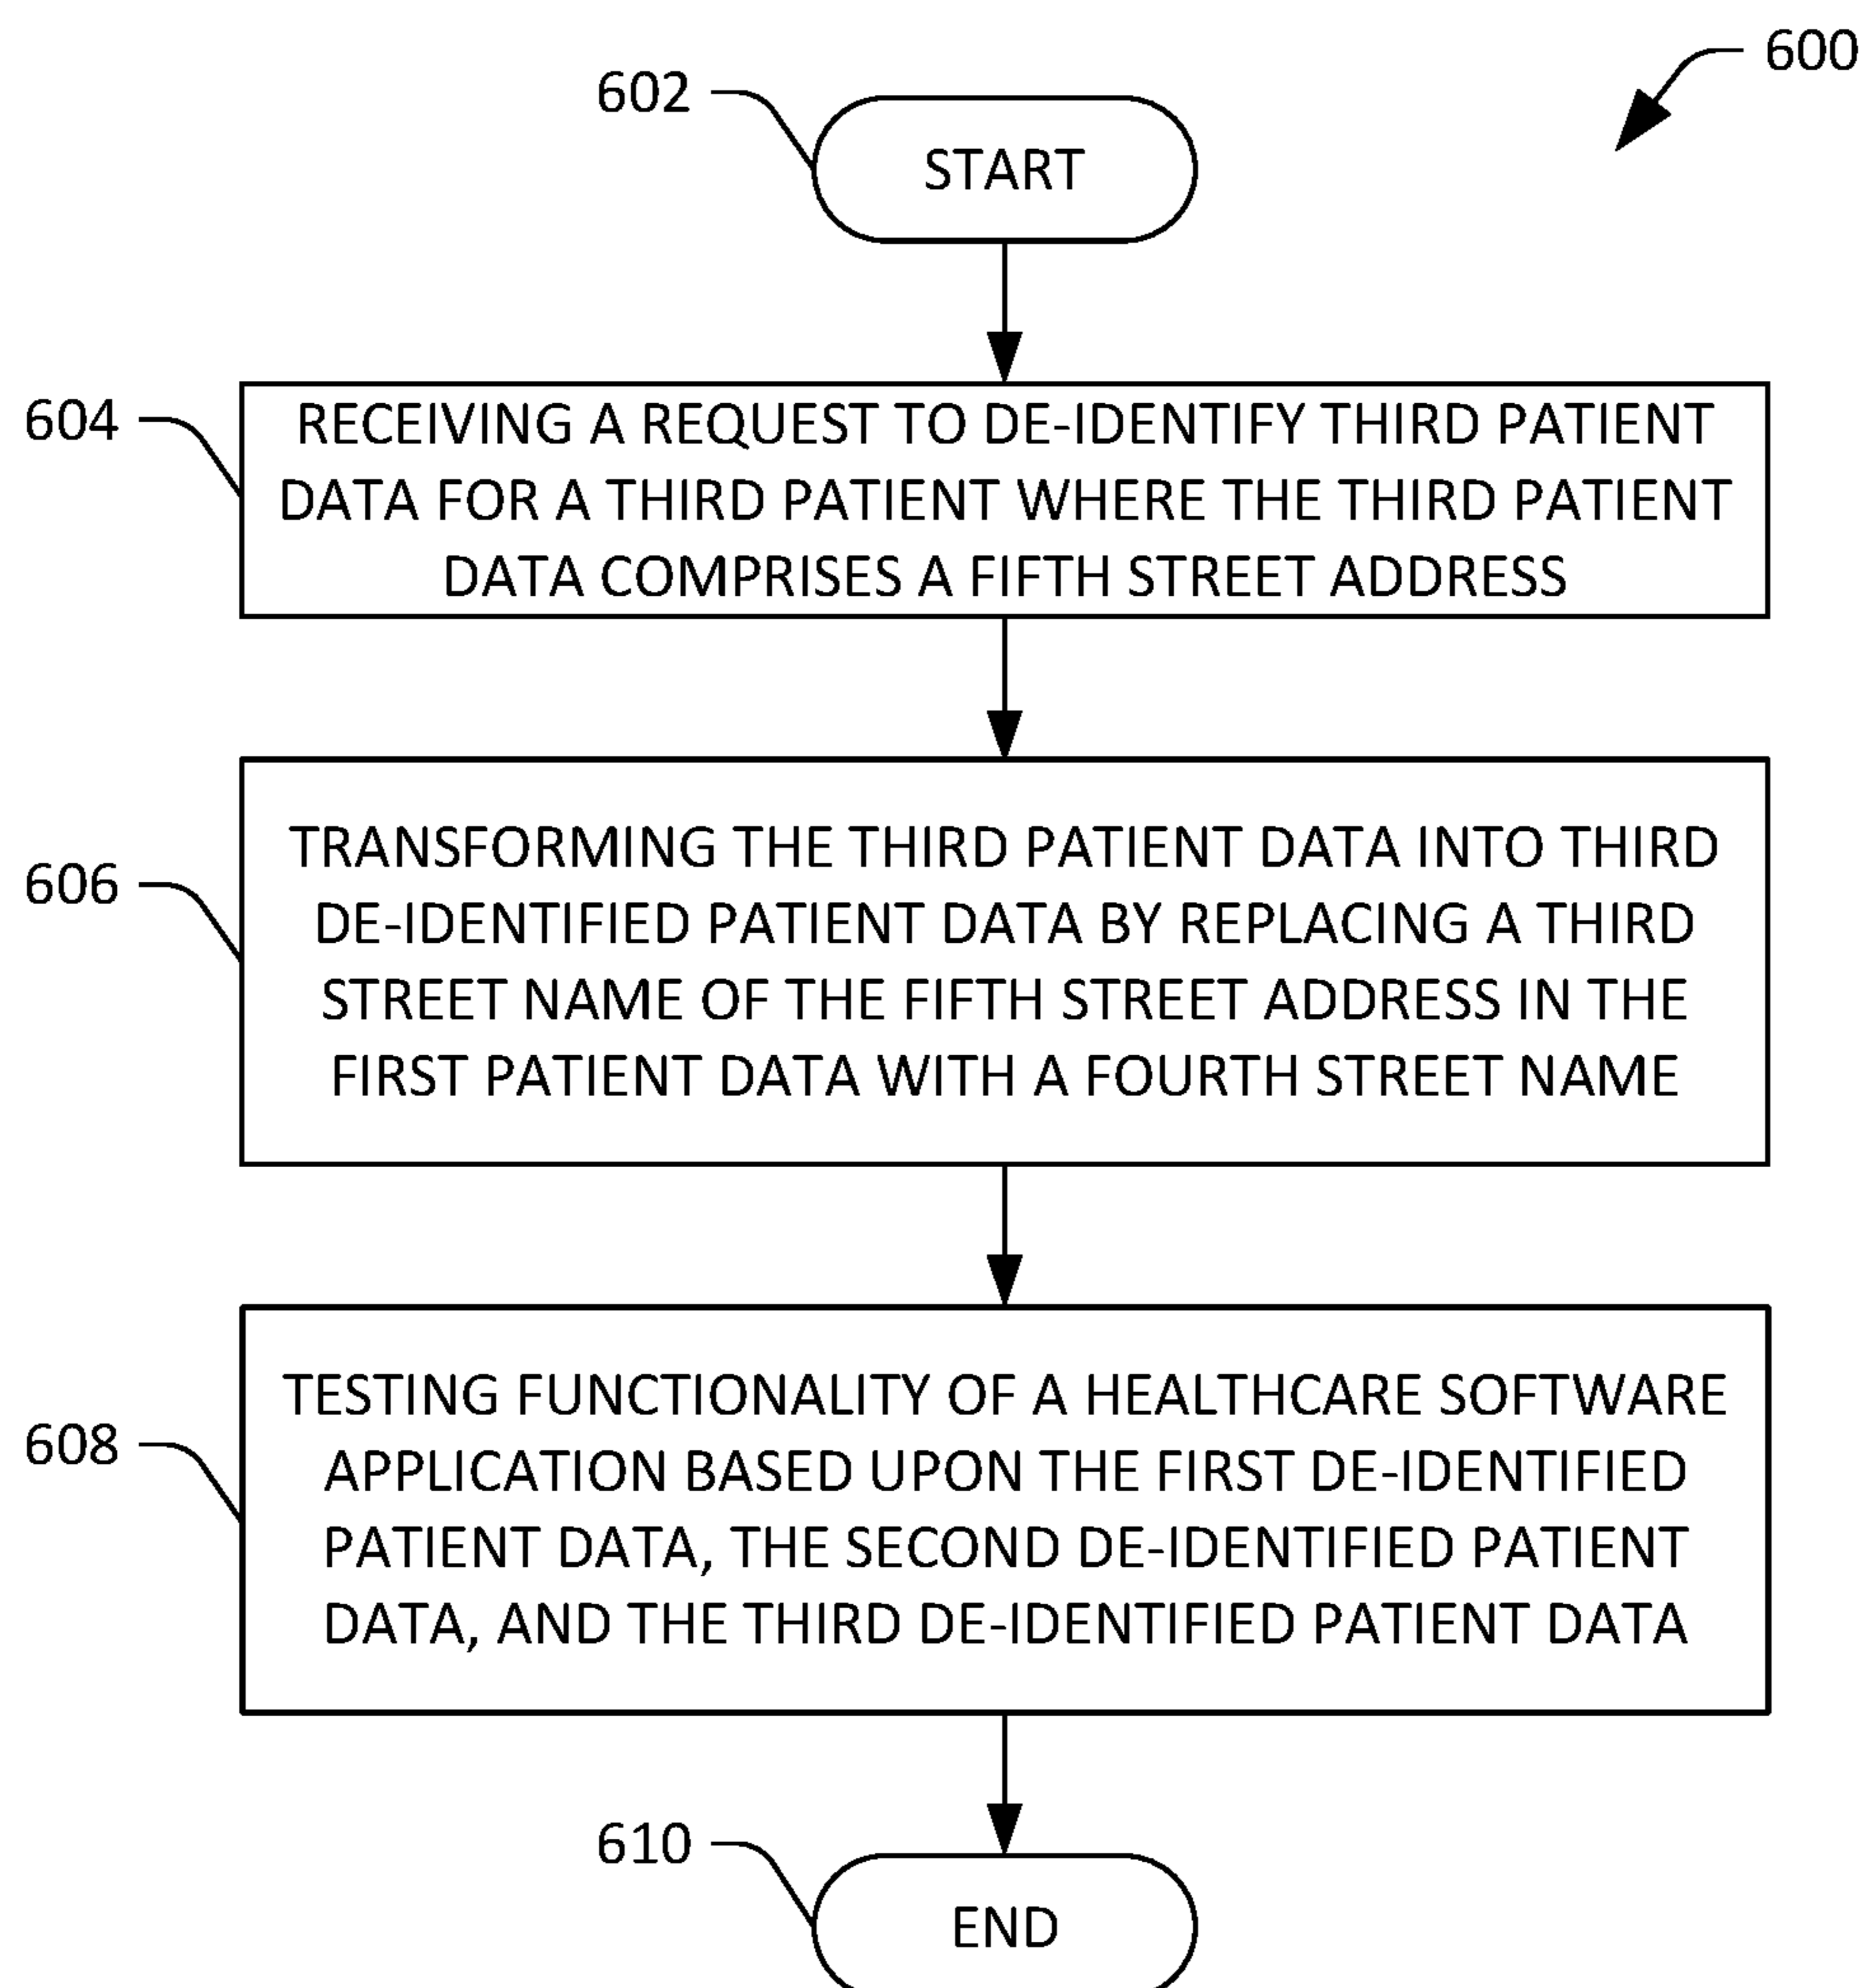 600
602
START
604
RECEIVING A REQUEST TO DE-IDENTIFY THIRD PATIENT
DATA FOR A THIRD PATIENT WHERE THE THIRD PATIENT
DATA COMPRISES A FIFTH STREET ADDRESS
606
TRANSFORMING THE THIRD PATIENT DATA INTO THIRD
DE-IDENTIFIED PATIENT DATA BY REPLACING A THIRD
STREET NAME OF THE FIFTH STREET ADDRESS IN THE
FIRST PATIENT DATA WITH A FOURTH STREET NAME
608
TESTING FUNCTIONALITY OF A HEALTHCARE SOFTWARE
APPLICATION BASED UPON THE FIRST DE-IDENTIFIED
PATIENT DATA, THE SECOND DE-IDENTIFIED PATIENT
DATA, AND THE THIRD DE-IDENTIFIED PATIENT DATA
610
END